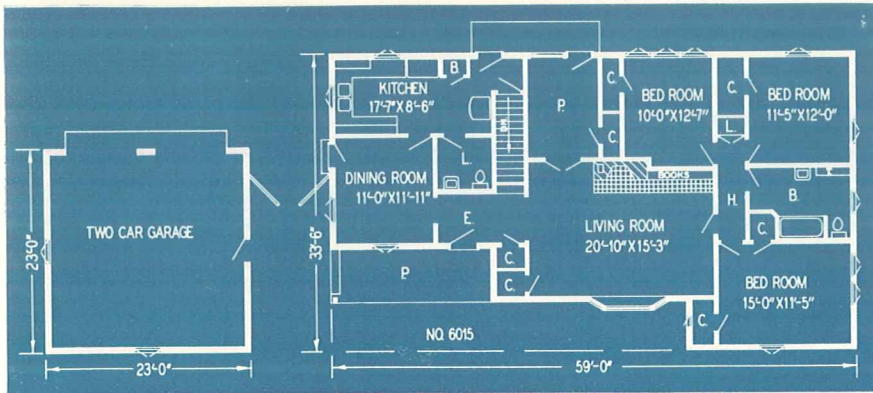 TWO CAR GARAGE
23'-0"
23'-0"
33'-6"
KITCHEN
17'-7"X8'-6"
B.
DN.
P.
C.
C.
BED ROOM
10'-0"X12'-7"
C.
L.
BED ROOM
11'-5"X12'-0"
DINING ROOM
11'-0"X11'-11"
L.
E.
BOOKS
LIVING ROOM
20'-10"X15'-3"
H.
B.
C.
P.
C.
C.
BED ROOM
15'-0"X11'-5"
C.
NO. 6015
59'-0"